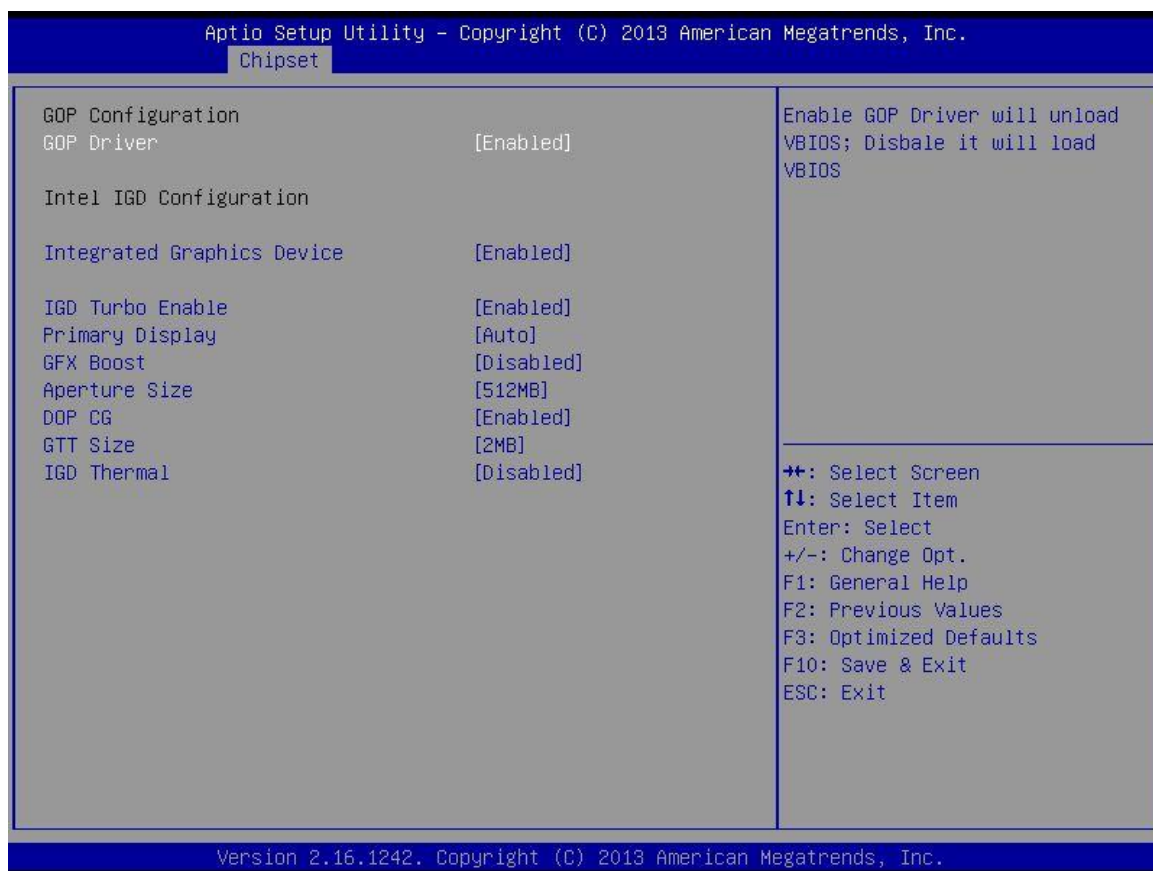 Aptio Setup Utility – Copyright (C) 2013 American Megatrends, Inc.
Chipset
GOP Configuration
GOP Driver [Enabled]
Intel IGD Configuration
Integrated Graphics Device [Enabled]
IGD Turbo Enable [Enabled]
Primary Display [Auto]
GFX Boost [Disabled]
Aperture Size [512MB]
DOP CG [Enabled]
GTT Size [2MB]
IGD Thermal [Disabled]
Enable GOP Driver will unload
VBIOS; Disbale it will load
VBIOS
→←: Select Screen
↑↓: Select Item
Enter: Select
+/-: Change Opt.
F1: General Help
F2: Previous Values
F3: Optimized Defaults
F10: Save & Exit
ESC: Exit
Version 2.16.1242. Copyright (C) 2013 American Megatrends, Inc.